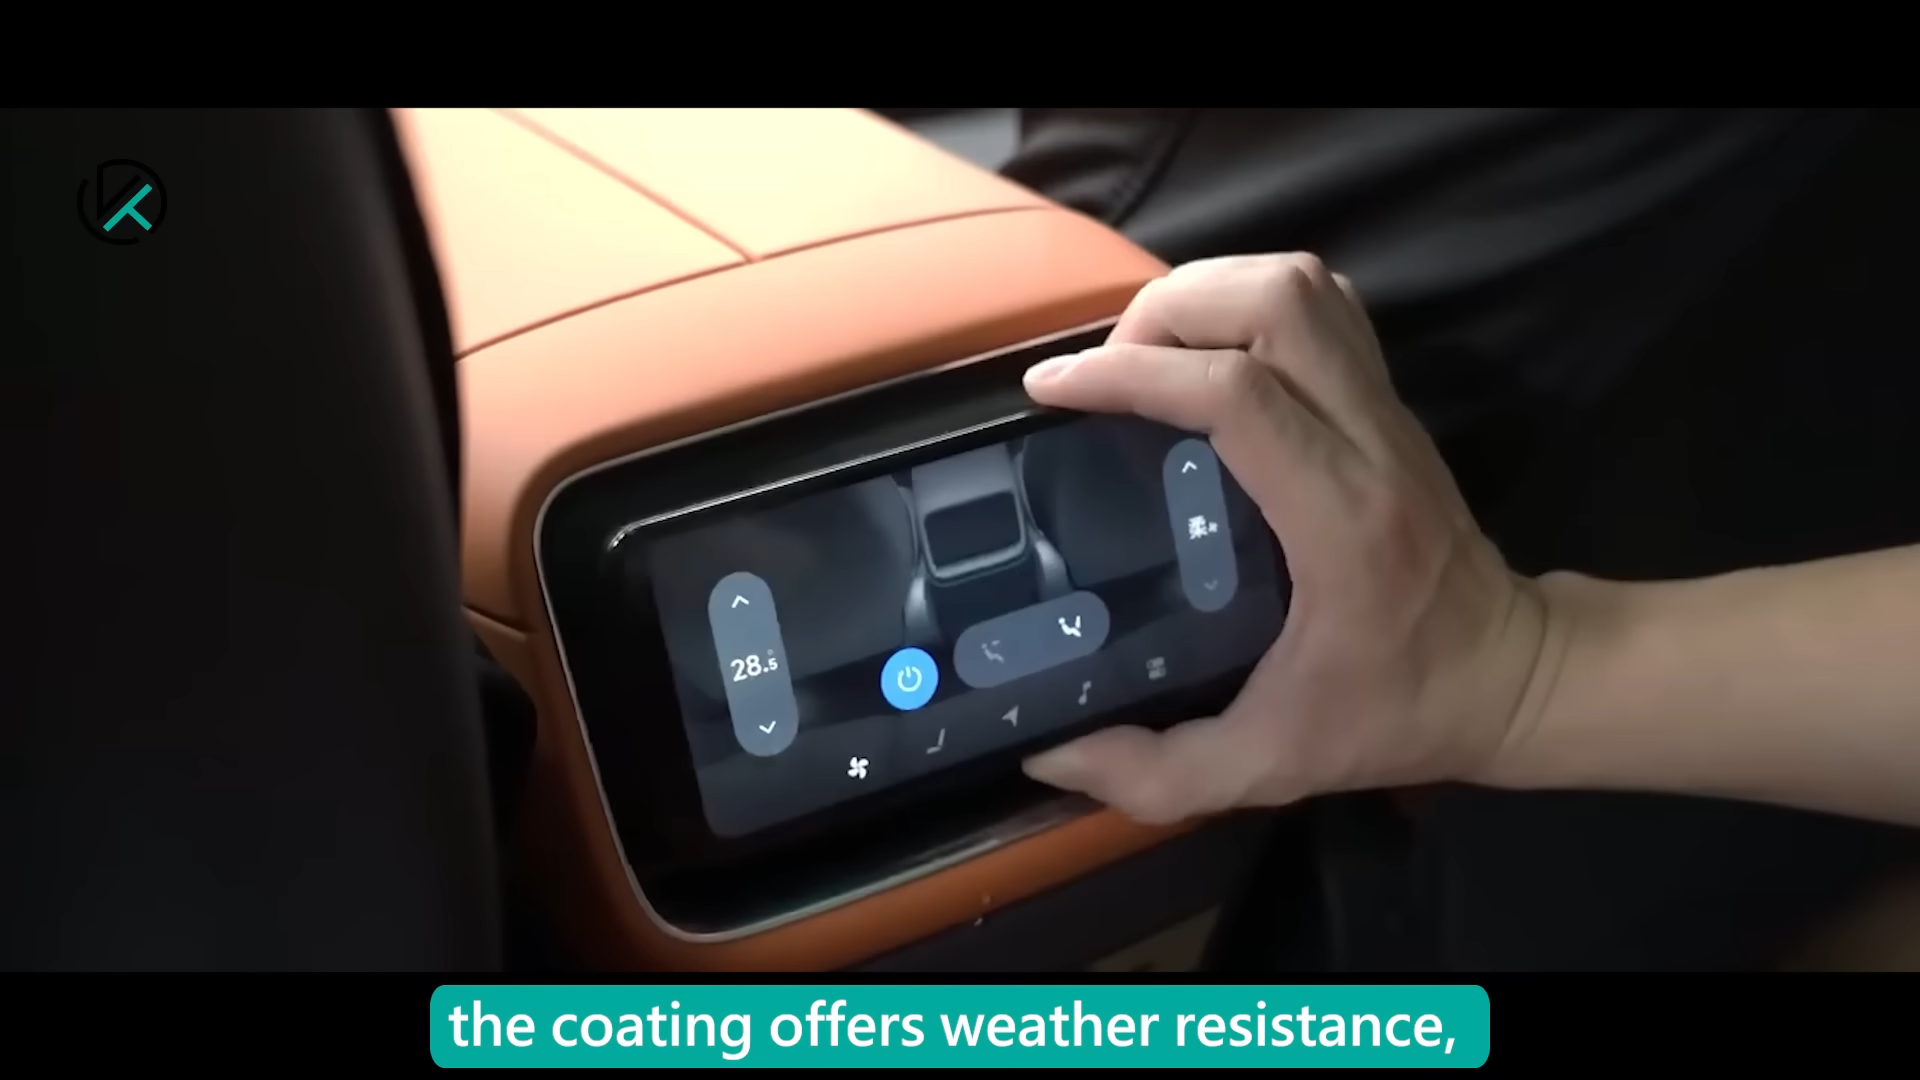 柔
28.5
the coating offers weather resistance,